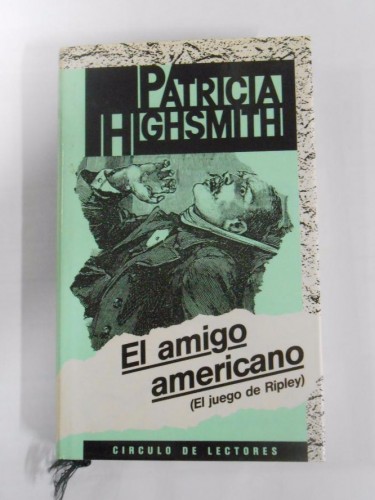 PATRICIA
HIGHSMITH
El amigo
americano
(El juego de Ripley)
CIRCULO DE LECTORES